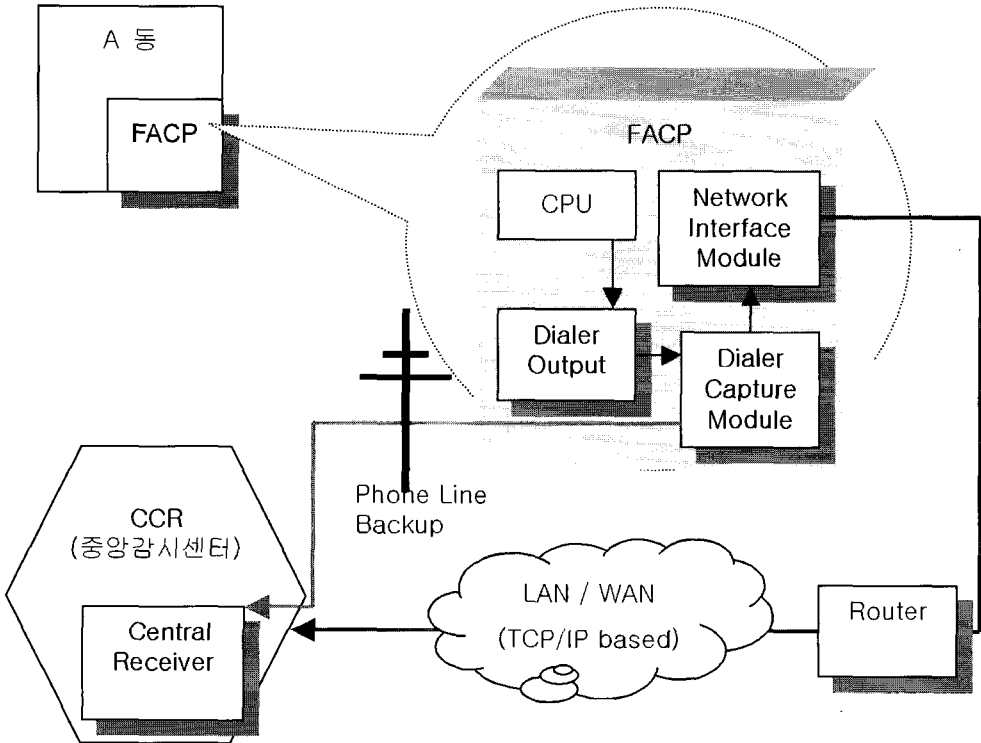 A 동
FACP
FACP
CPU
Network
Interface
Module
Dialer
Output
Dialer
Capture
Module
Phone Line
Backup
CCR
(중앙감시센터)
Central
Receiver
LAN / WAN
(TCP/IP based)
Router